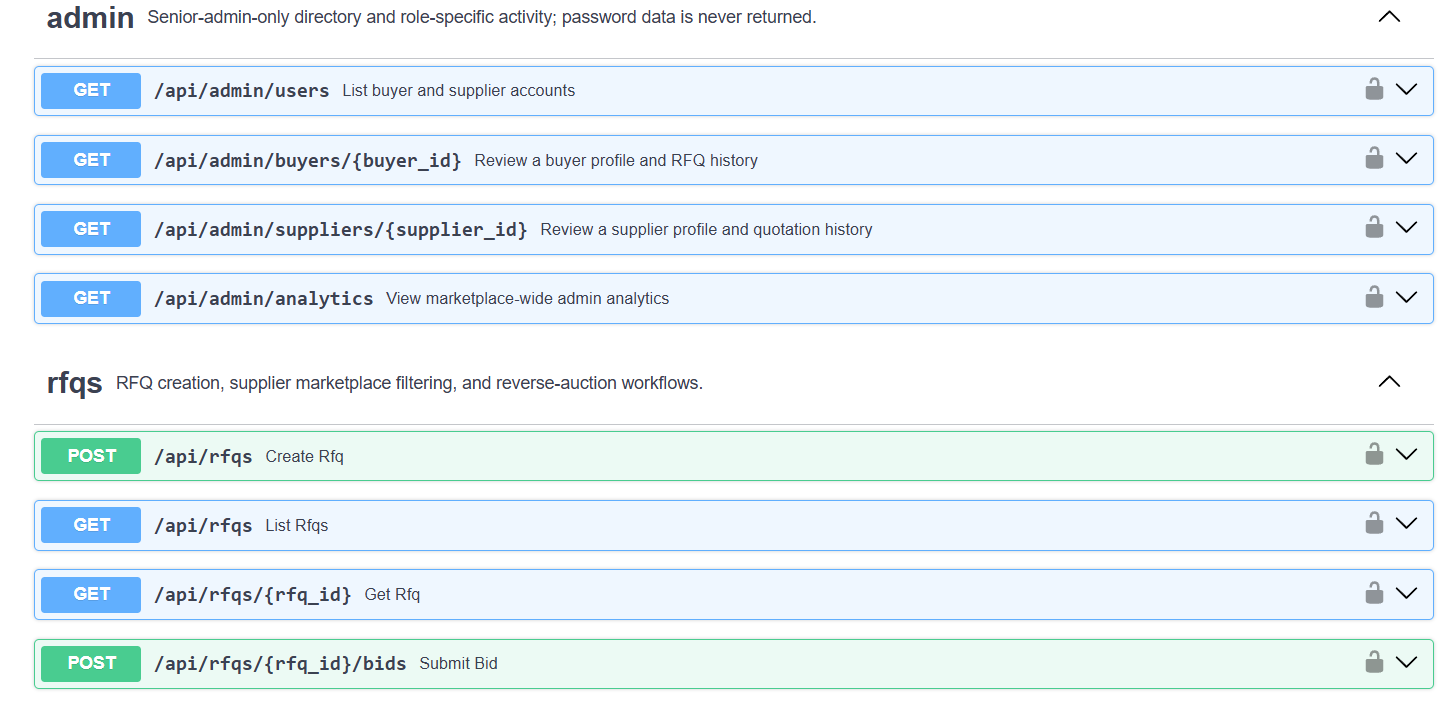 admin Senior-admin-only directory and role-specific activity; password data is never returned.
GET /api/admin/users List buyer and supplier accounts
GET /api/admin/buyers/{buyer_id} Review a buyer profile and RFQ history
GET /api/admin/suppliers/{supplier_id} Review a supplier profile and quotation history
GET /api/admin/analytics View marketplace-wide admin analytics
rfqs RFQ creation, supplier marketplace filtering, and reverse-auction workflows.
POST /api/rfqs Create Rfq
GET /api/rfqs List Rfqs
GET /api/rfqs/{rfq_id} Get Rfq
POST /api/rfqs/{rfq_id}/bids Submit Bid